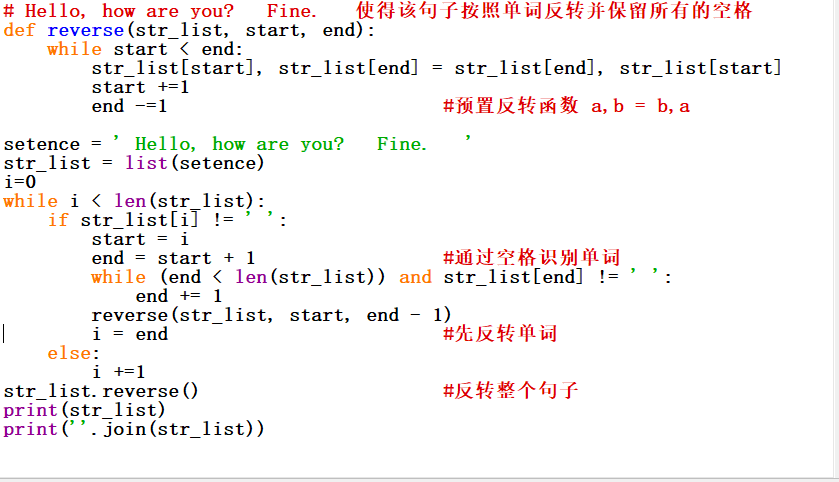 # Hello, how are you?   Fine.    使得该句子按照单词反转并保留所有的空格
def reverse(str_list, start, end):
    while start < end:
        str_list[start], str_list[end] = str_list[end], str_list[start]
        start +=1
        end -=1                         #预置反转函数 a,b = b,a
setence = ' Hello, how are you?   Fine.   '
str_list = list(setence)
i=0
while i < len(str_list):
    if str_list[i] != ' ':
        start = i
        end = start + 1                 #通过空格识别单词
        while (end < len(str_list)) and str_list[end] != ' ':
            end += 1
        reverse(str_list, start, end - 1)
        i = end                         #先反转单词
    else:
        i +=1
str_list.reverse()                      #反转整个句子
print(str_list)
print(''.join(str_list))